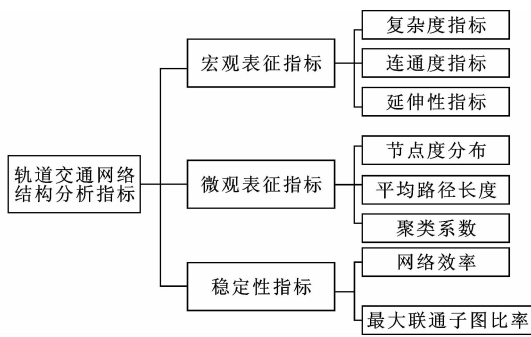 轨道交通网络
结构分析指标
宏观表征指标
复杂度指标
连通度指标
延伸性指标
微观表征指标
节点度分布
平均路径长度
聚类系数
稳定性指标
网络效率
最大联通子图比率